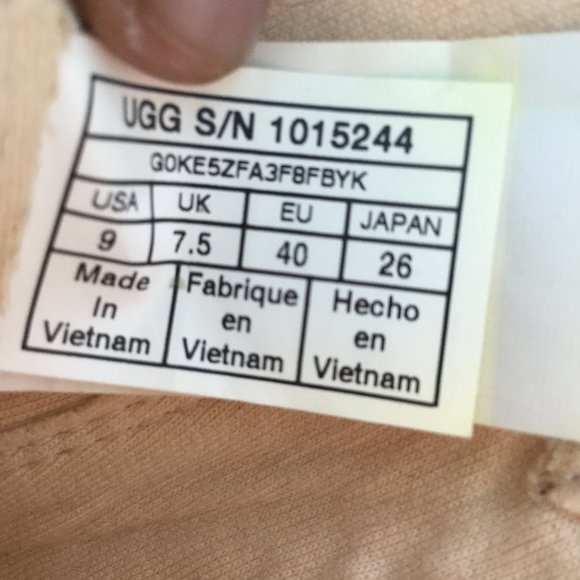 UGG S/N 1015244
G0KE5ZFA3F8FBYK
USA UK EU JAPAN
9 7.5 40 26
Made
In
Vietnam
Fabrique
en
Vietnam
Hecho
en
Vietnam